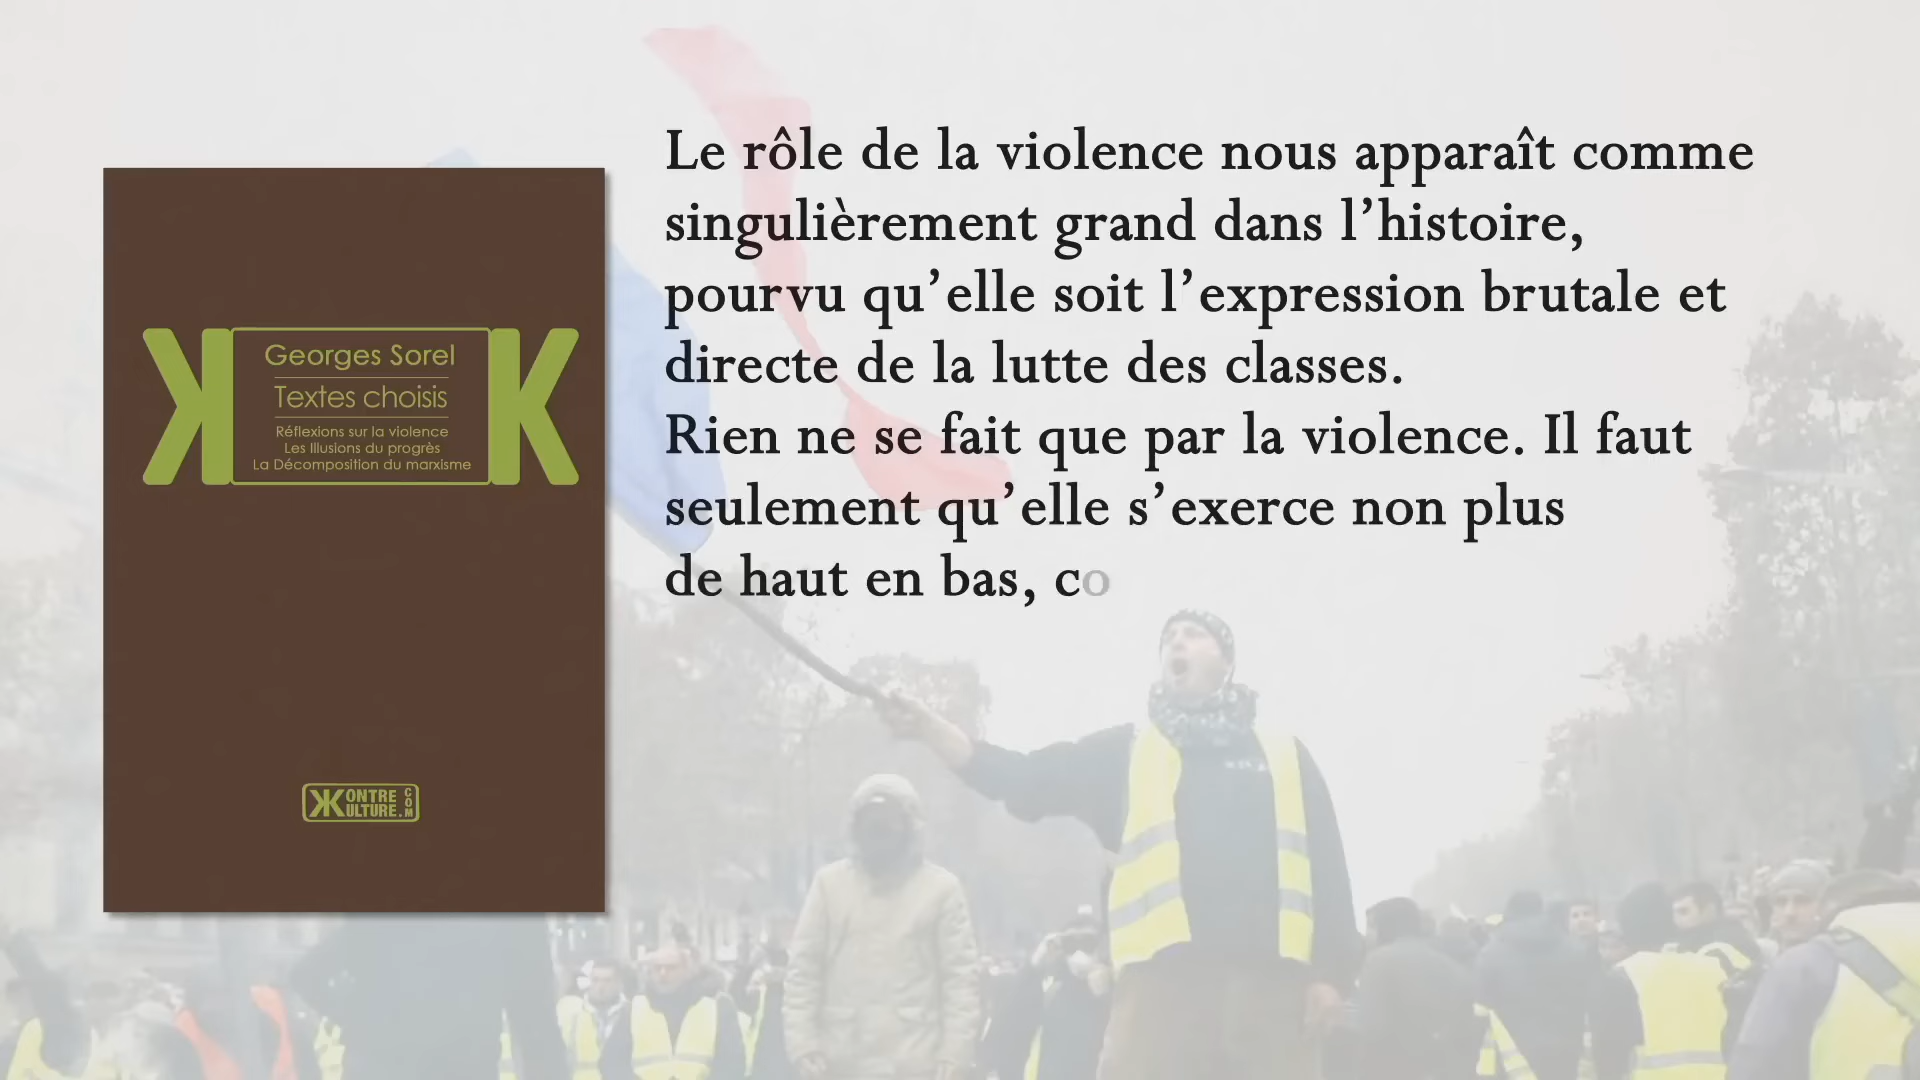 Georges Sorel
Textes choisis
Réflexions sur la violence
Les Illusions du progrès
La Décomposition du marxisme
KONTRE
KULTURE.COM
Le rôle de la violence nous apparaît comme
singulièrement grand dans l’histoire,
pourvu qu’elle soit l’expression brutale et
directe de la lutte des classes.
Rien ne se fait que par la violence. Il faut
seulement qu’elle s’exerce non plus
de haut en bas, co